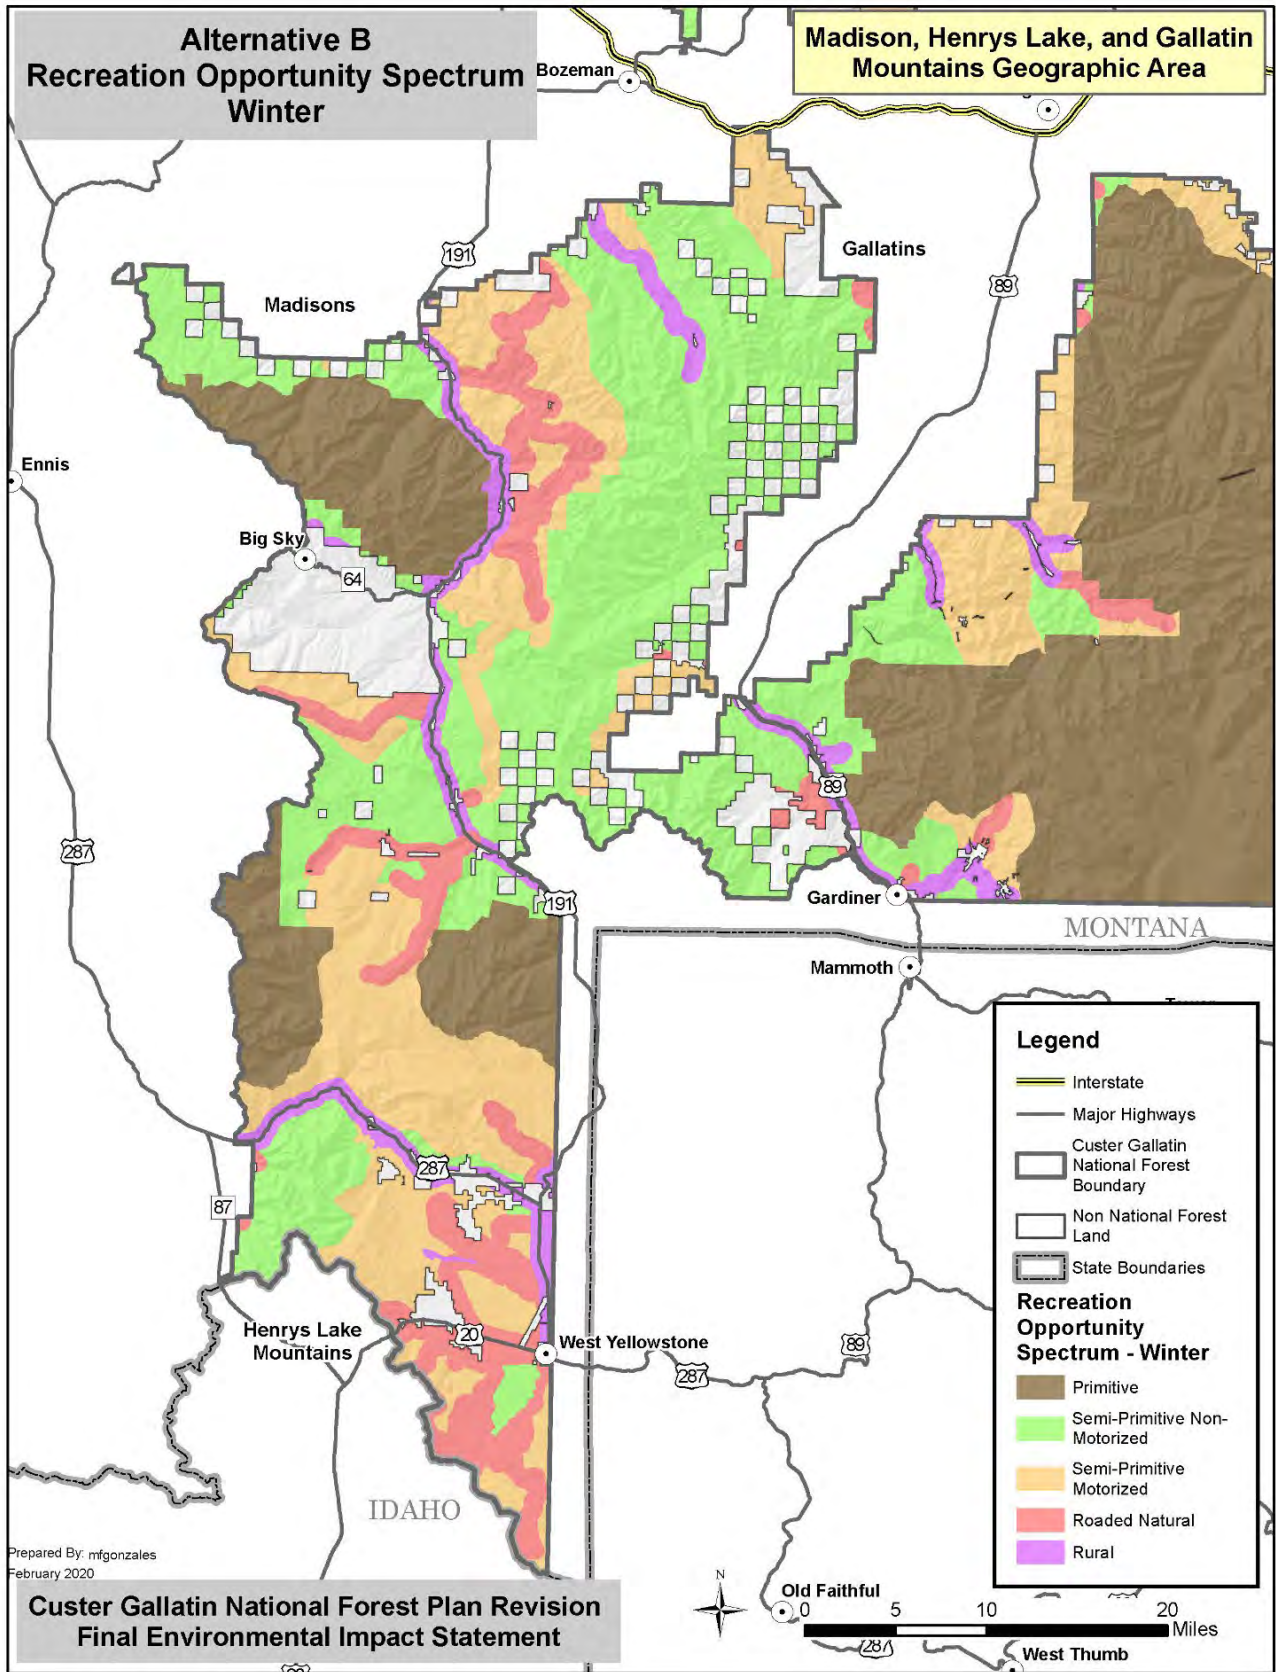 Alternative B
Recreation Opportunity Spectrum
Winter
Madison, Henrys Lake, and Gallatin
Mountains Geographic Area
Bozeman
191
Gallatins
89
Madisons
Ennis
Big Sky
64
287
89
191
Gardiner
MONTANA
Mammoth
287
87
Henrys Lake
Mountains
20
West Yellowstone
89
287
IDAHO
Legend
Interstate
Major Highways
Custer Gallatin
National Forest
Boundary
Non National Forest
Land
State Boundaries
Recreation
Opportunity
Spectrum - Winter
Primitive
Semi-Primitive Non-
Motorized
Semi-Primitive
Motorized
Roaded Natural
Rural
Prepared By: mfgonzales
February 2020
Custer Gallatin National Forest Plan Revision
Final Environmental Impact Statement
N
Old Faithful
0 5 10 20
Miles
287
West Thumb